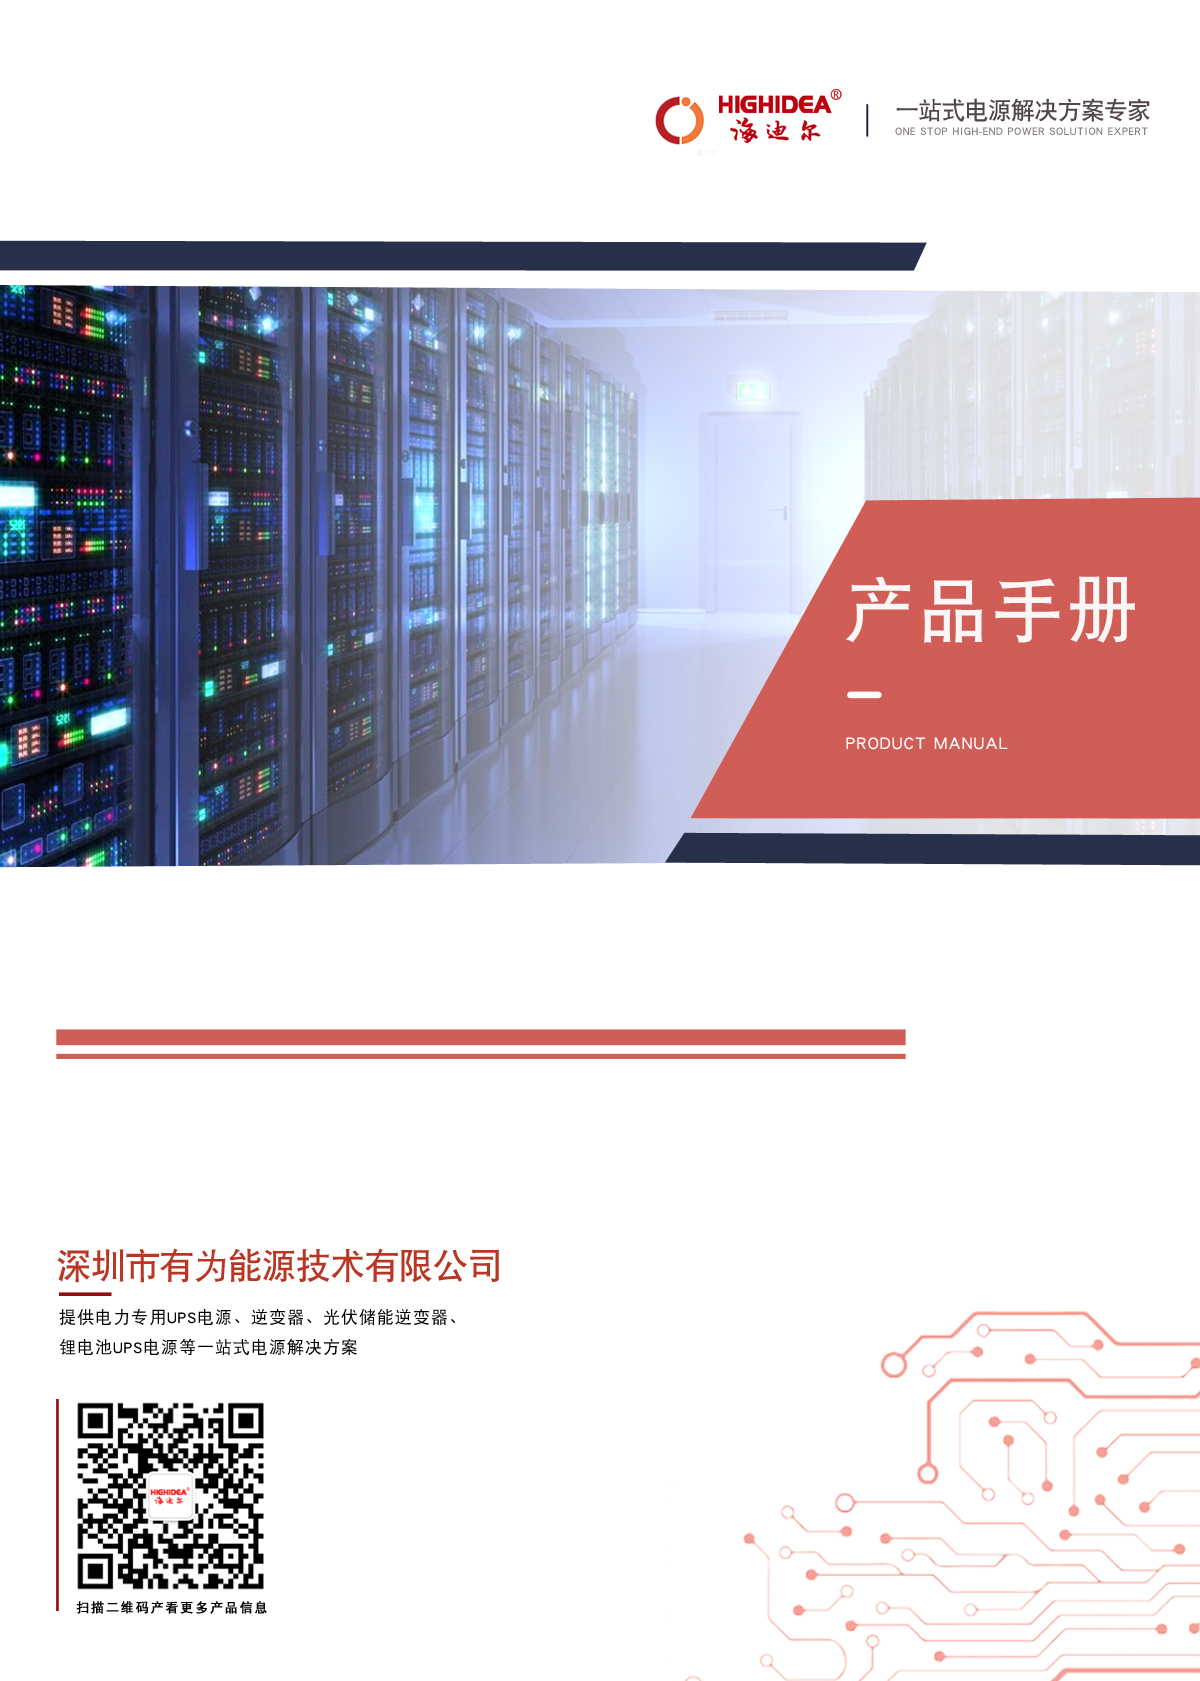 HIGHIDEA®
海迪尔
一站式电源解决方案专家
ONE STOP HIGH-END POWER SOLUTION EXPERT
产品手册
PRODUCT MANUAL
深圳市有为能源技术有限公司
提供电力专用UPS电源、逆变器、光伏储能逆变器、
锂电池UPS电源等一站式电源解决方案
HIGHIDEA®
海迪尔
扫描二维码产看更多产品信息